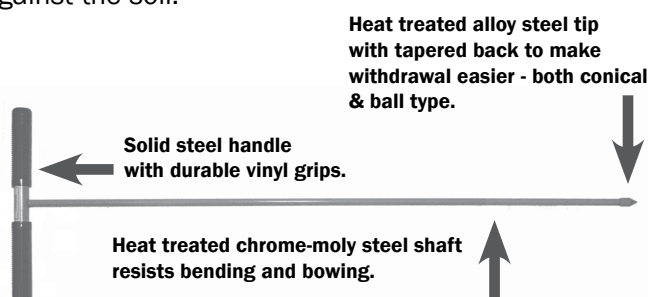 against the soil.
Heat treated alloy steel tip
with tapered back to make
withdrawal easier - both conical
& ball type.
Solid steel handle
with durable vinyl grips.
Heat treated chrome-moly steel shaft
resists bending and bowing.